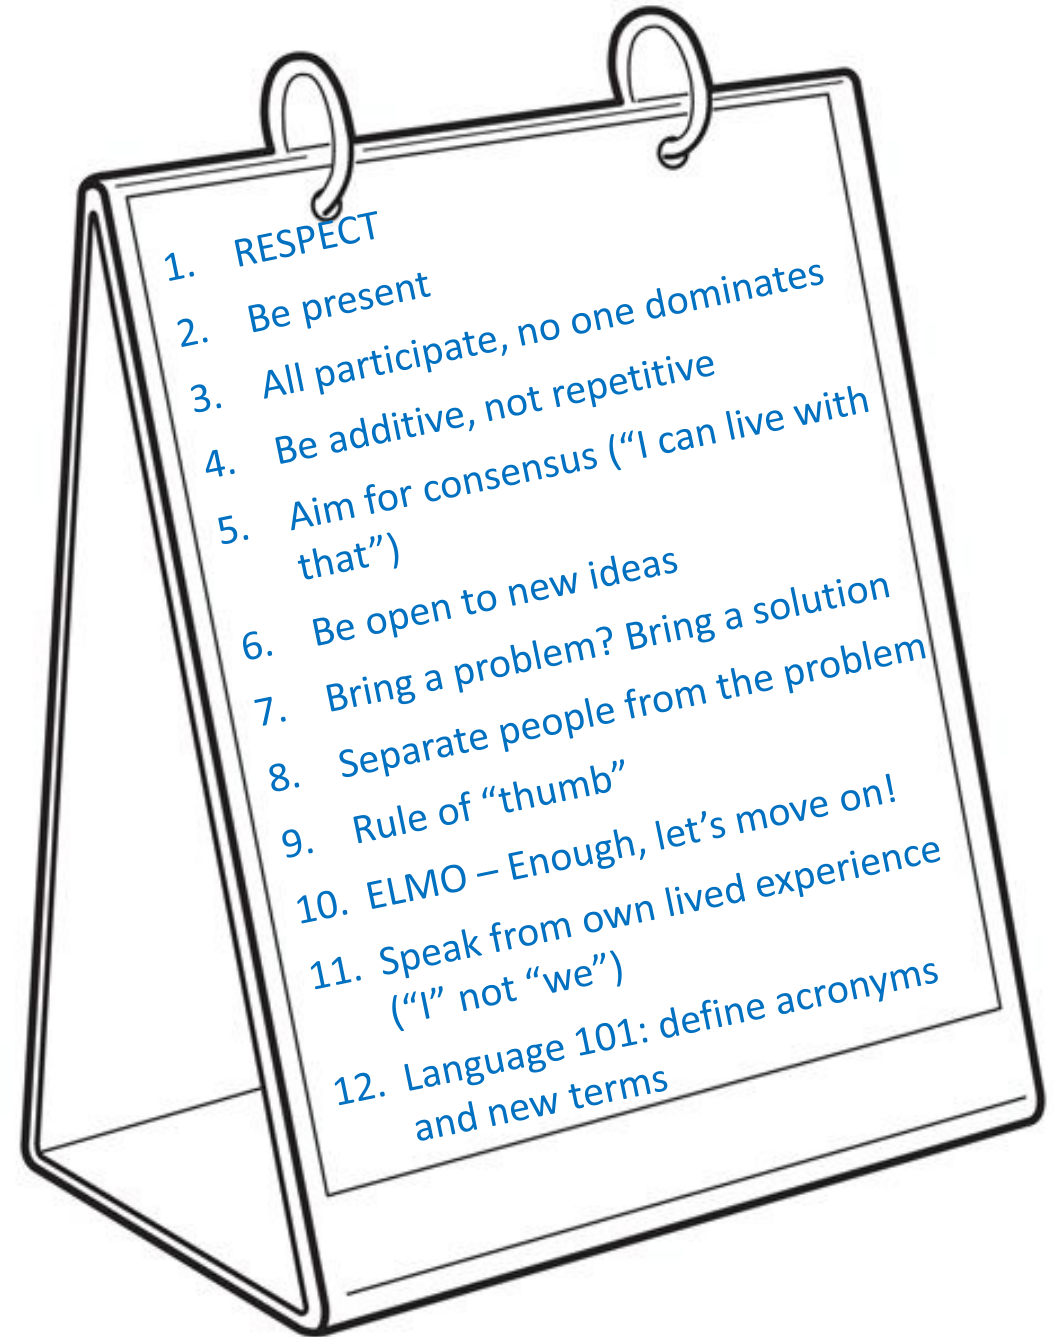 1. RESPECT
2. Be present
3. All participate, no one dominates
4. Be additive, not repetitive
5. Aim for consensus (“I can live with
that”)
6. Be open to new ideas
7. Bring a problem? Bring a solution
8. Separate people from the problem
9. Rule of “thumb”
10. ELMO – Enough, let’s move on!
11. Speak from own lived experience
(“I” not “we”)
12. Language 101: define acronyms
and new terms